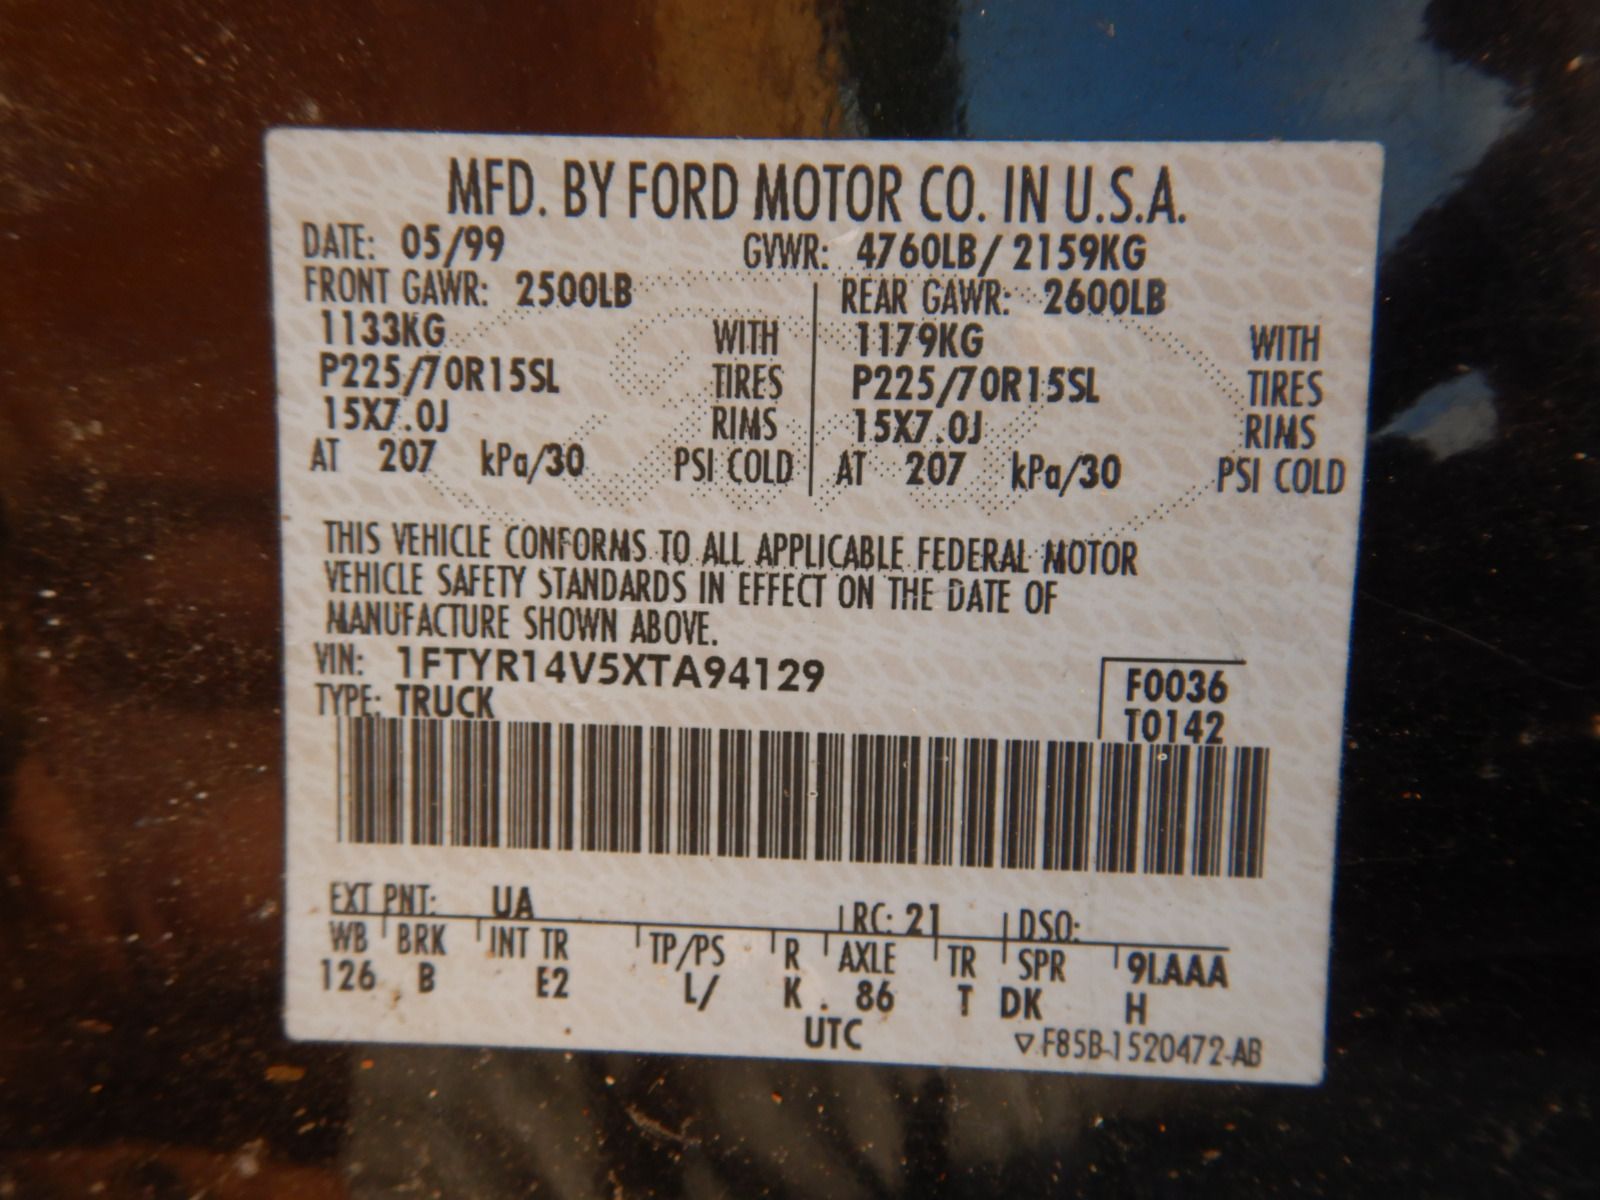 MFD. BY FORD MOTOR CO. IN U.S.A.
DATE: 05/99 GVWR: 4760LB/2159KG
FRONT GAWR: 2500LB REAR GAWR: 2600LB
1133KG WITH 1179KG WITH
P225/70R15SL TIRES P225/70R15SL TIRES
15X7.0J RIMS 15X7.0J RIMS
AT 207 kPa/30 PSI COLD AT 207 kPa/30 PSI COLD
THIS VEHICLE CONFORMS TO ALL APPLICABLE FEDERAL MOTOR
VEHICLE SAFETY STANDARDS IN EFFECT ON THE DATE OF
MANUFACTURE SHOWN ABOVE.
VIN: 1FTYR14V5XTA94129 F0036
TYPE: TRUCK T0142
EXT PNT: UA RC: 21 DSO:
WB BRK INT TR TP/PS R AXLE TR SPR 9LAAA
126 B E2 L/ K . 86 T DK H
UTC ▽F85B-1520472-AB